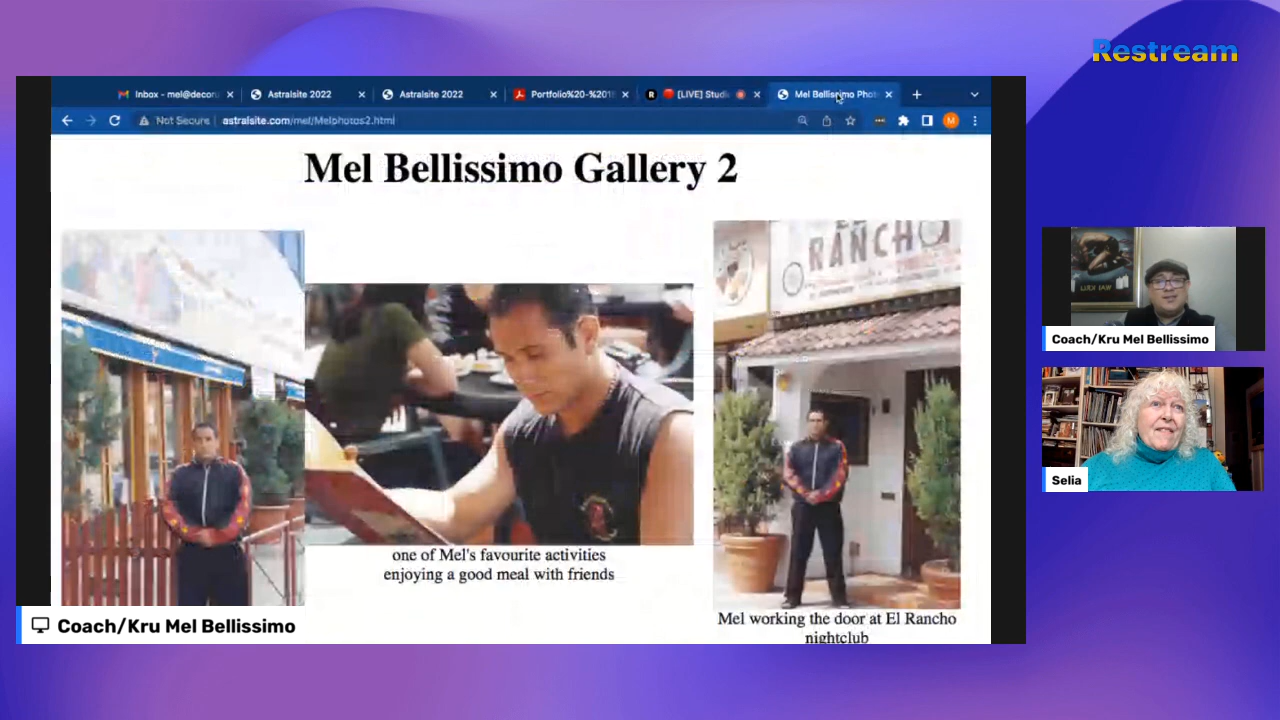 Restream
Inbox - mel@decor
Astralsite 2022
Astralsite 2022
Portfolio%20-%201
[LIVE] Studi
Mel Bellissimo Phot
Not Secure
astralsite.com/mel/Melphotos2.html
Mel Bellissimo Gallery 2
RANCHO
one of Mel's favourite activities
enjoying a good meal with friends
Mel working the door at El Rancho
nightclub
Coach/Kru Mel Bellissimo
Coach/Kru Mel Bellissimo
Selia